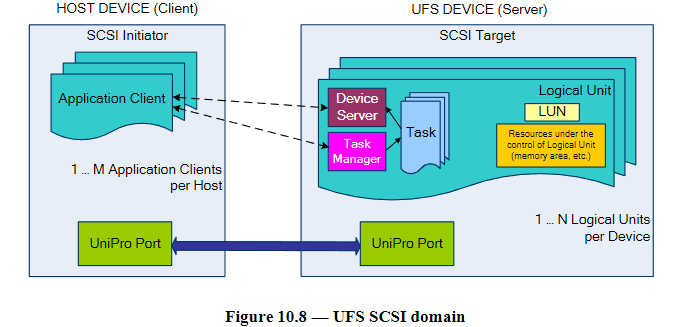 HOST DEVICE (Client)
UFS DEVICE (Server)
SCSI Initiator
SCSI Target
Application Client
Logical Unit
Device
Server
Task
Manager
Task
LUN
Resources under the
control of Logical Unit
(memory area, etc.)
1 ... M Application Clients
per Host
1 ... N Logical Units
per Device
UniPro Port
UniPro Port
Figure 10.8 — UFS SCSI domain